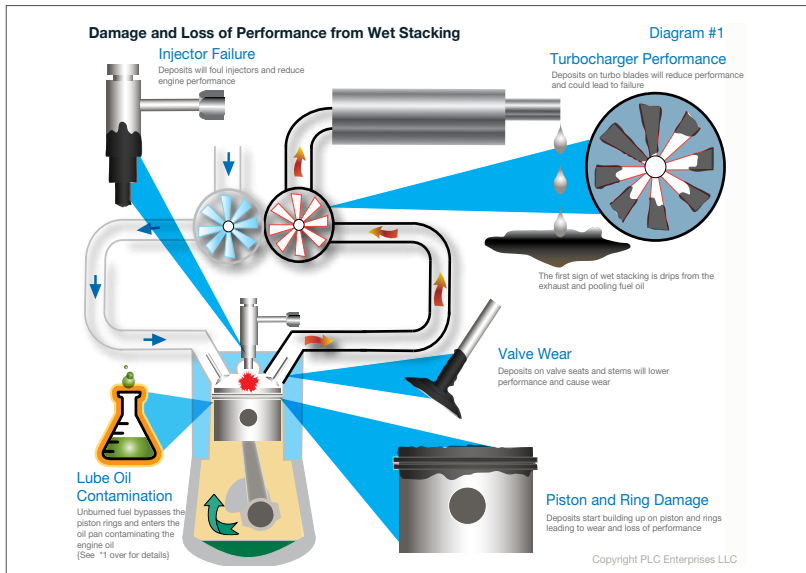 Damage and Loss of Performance from Wet Stacking
Diagram #1
Injector Failure
Deposits will foul injectors and reduce
engine performance
Turbocharger Performance
Deposits on turbo blades will reduce performance
and could lead to failure
The first sign of wet stacking is drips from the
exhaust and pooling fuel oil
Valve Wear
Deposits on valve seats and stems will lower
performance and cause wear
Lube Oil
Contamination
Unburned fuel bypasses the
piston rings and enters the
oil pan contaminating the
engine oil
{See *1 over for details}
Piston and Ring Damage
Deposits start building up on piston and rings
leading to wear and loss of performance
Copyright PLC Enterprises LLC